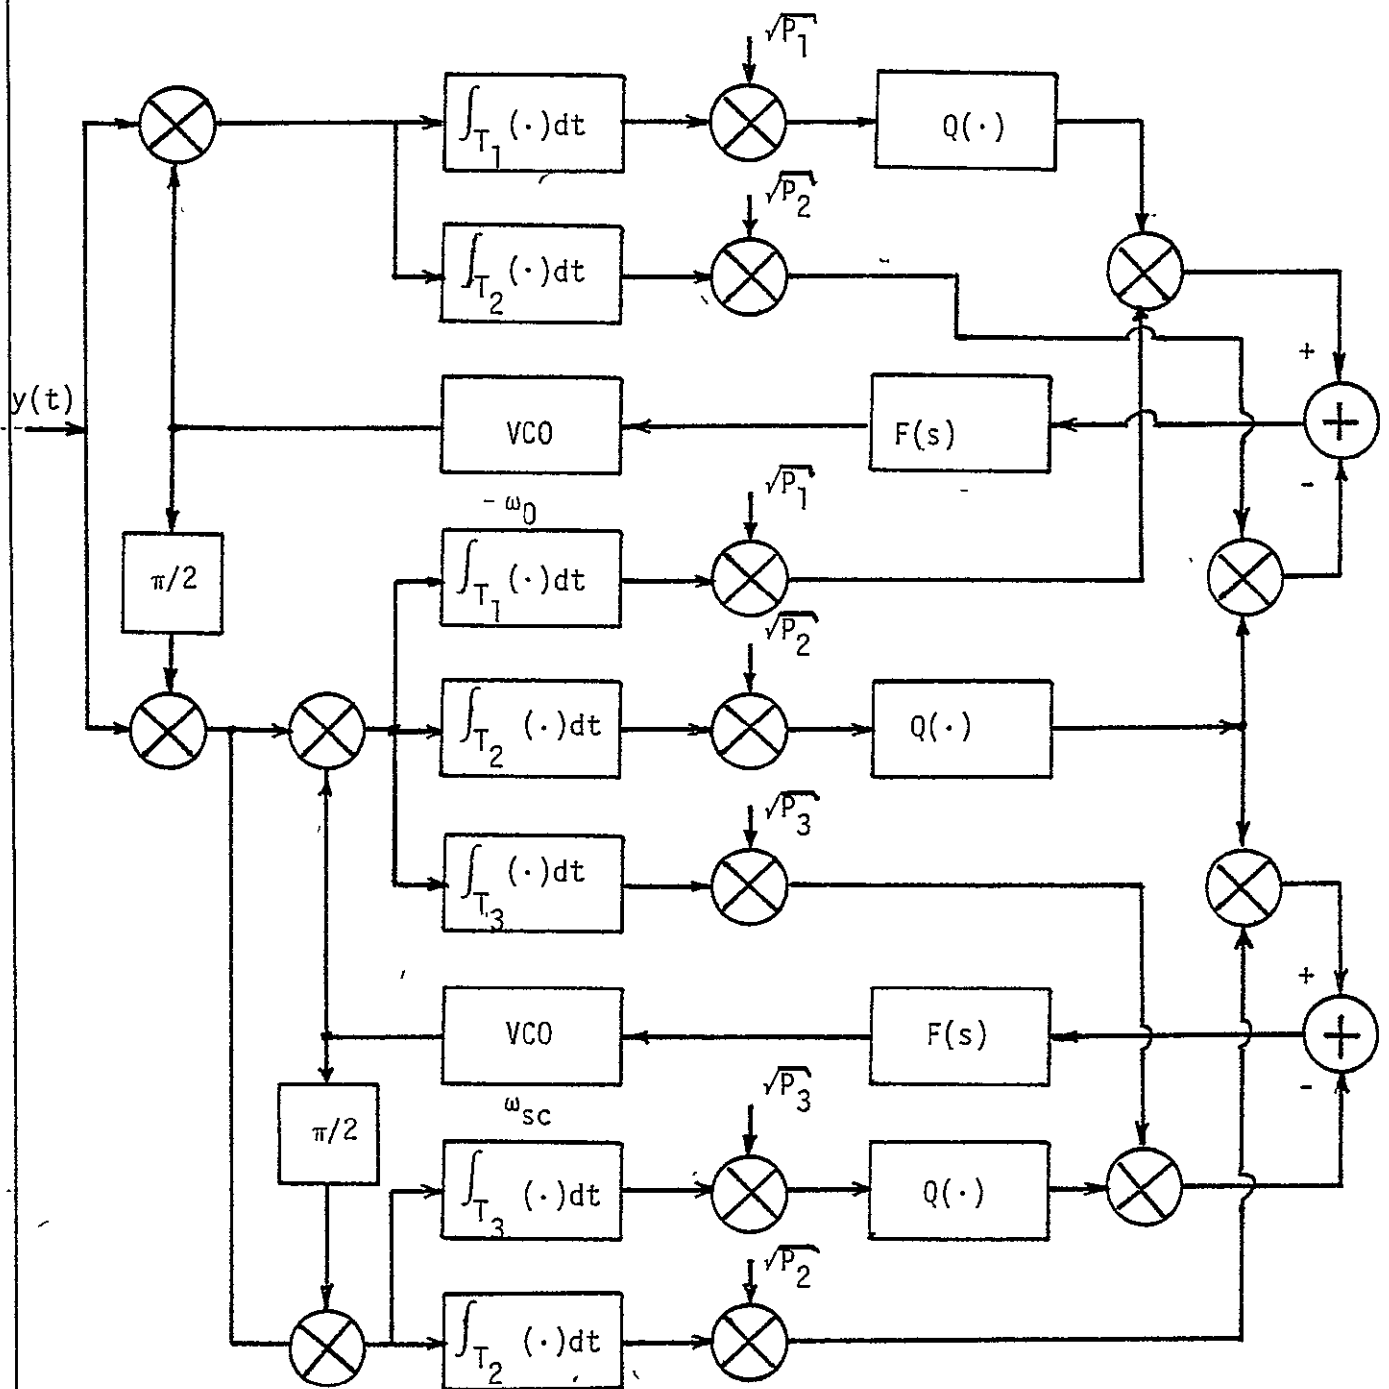 √P1
∫T1 (·)dt
Q(·)
√P2
∫T2 (·)dt
+
y(t)
VCO
F(s)
+
-
√P1
- ω0
∫T1 (·)dt
π/2
√P2
∫T2 (·)dt
Q(·)
√P3
∫T3 (·)dt
+
VCO
F(s)
+
-
√P3
ωsc
π/2
∫T3 (·)dt
Q(·)
√P2
∫T2 (·)dt